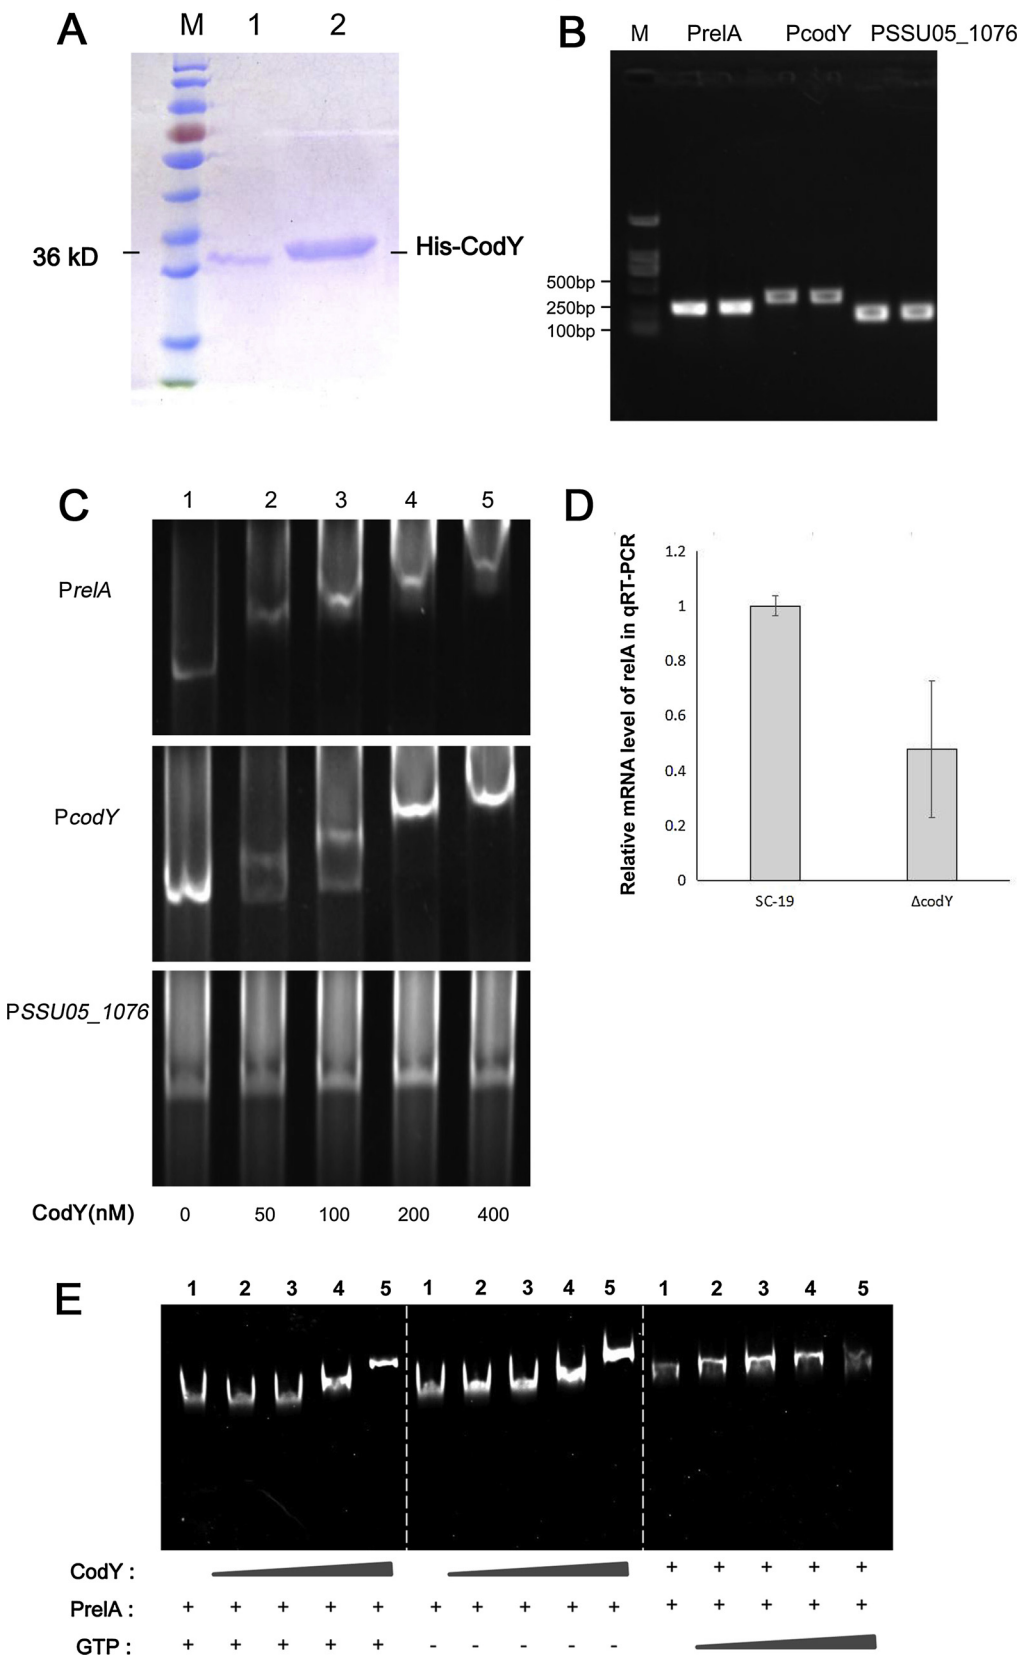 A
M 1 2
36 kD
His-CodY
B
M PrelA PcodY PSSU05_1076
500bp
250bp
100bp
C
1 2 3 4 5
PrelA
PcodY
PSSU05_1076
CodY(nM) 0 50 100 200 400
D
Relative mRNA level of relA in qRT-PCR
1.2
1
0.8
0.6
0.4
0.2
0
SC-19 ΔcodY
E
1 2 3 4 5 1 2 3 4 5 1 2 3 4 5
CodY : + + + + +
PrelA : + + + + + + + + + + + + + + +
GTP : + + + + + - - - - -